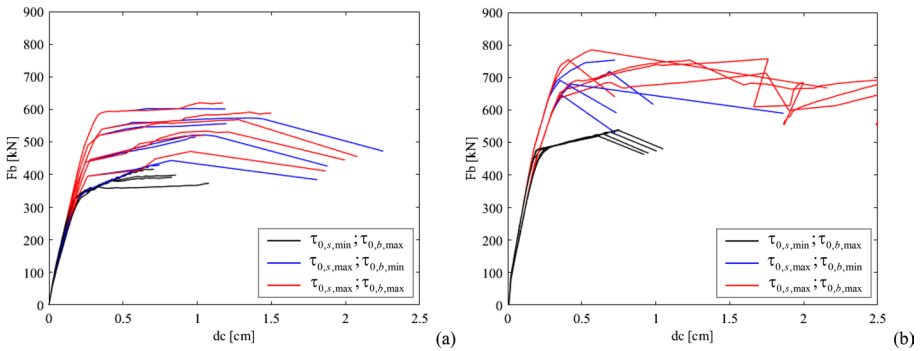 900
800
700
600
500
400
300
200
100
0
Fb [kN]
0
0.5
1
1.5
2
2.5
dc [cm]
τ0,s,min ; τ0,b,max
τ0,s,max ; τ0,b,min
τ0,s,max ; τ0,b,max
(a)
900
800
700
600
500
400
300
200
100
0
Fb [kN]
0
0.5
1
1.5
2
2.5
dc [cm]
τ0,s,min ; τ0,b,max
τ0,s,max ; τ0,b,min
τ0,s,max ; τ0,b,max
(b)